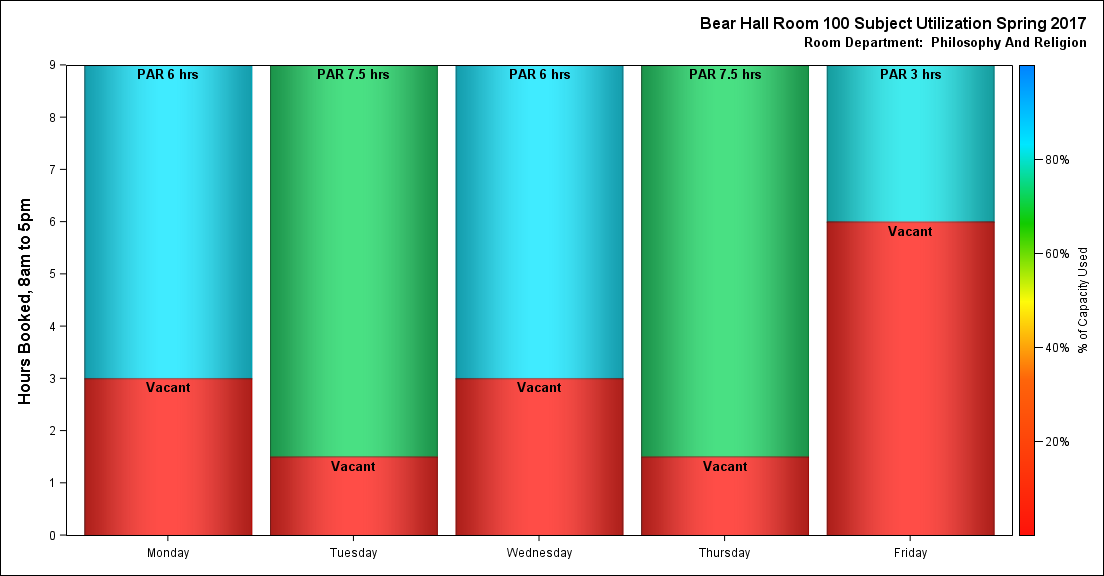 Bear Hall Room 100 Subject Utilization Spring 2017
Room Department:  Philosophy And Religion
Hours Booked, 8am to 5pm
9
8
7
6
5
4
3
2
1
0
PAR 6 hrs
Vacant
PAR 7.5 hrs
Vacant
PAR 6 hrs
Vacant
PAR 7.5 hrs
Vacant
PAR 3 hrs
Vacant
Monday
Tuesday
Wednesday
Thursday
Friday
80%
60%
40%
20%
% of Capacity Used